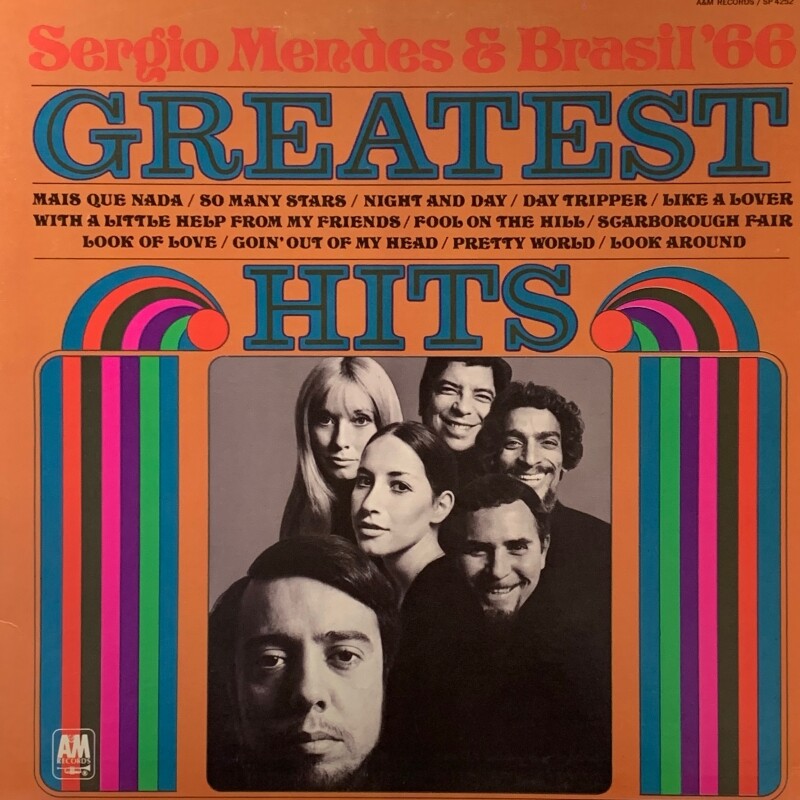 A&M RECORDS / SP 4252
Sergio Mendes & Brasil '66
GREATEST
MAIS QUE NADA / SO MANY STARS / NIGHT AND DAY / DAY TRIPPER / LIKE A LOVER
WITH A LITTLE HELP FROM MY FRIENDS / FOOL ON THE HILL / SCARBOROUGH FAIR
LOOK OF LOVE / GOIN' OUT OF MY HEAD / PRETTY WORLD / LOOK AROUND
HITS
AM
RECORDS